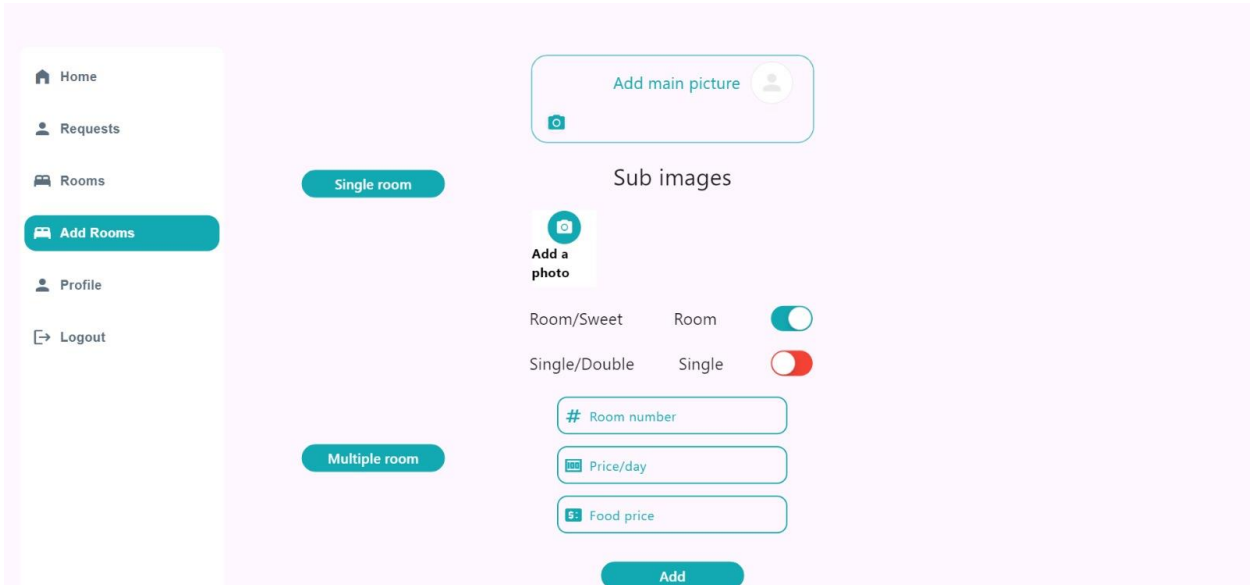 Home
Requests
Rooms
Add Rooms
Profile
Logout
Single room
Multiple room
Add main picture
Sub images
Add a
photo
Room/Sweet Room
Single/Double Single
# Room number
100 Price/day
Food price
Add